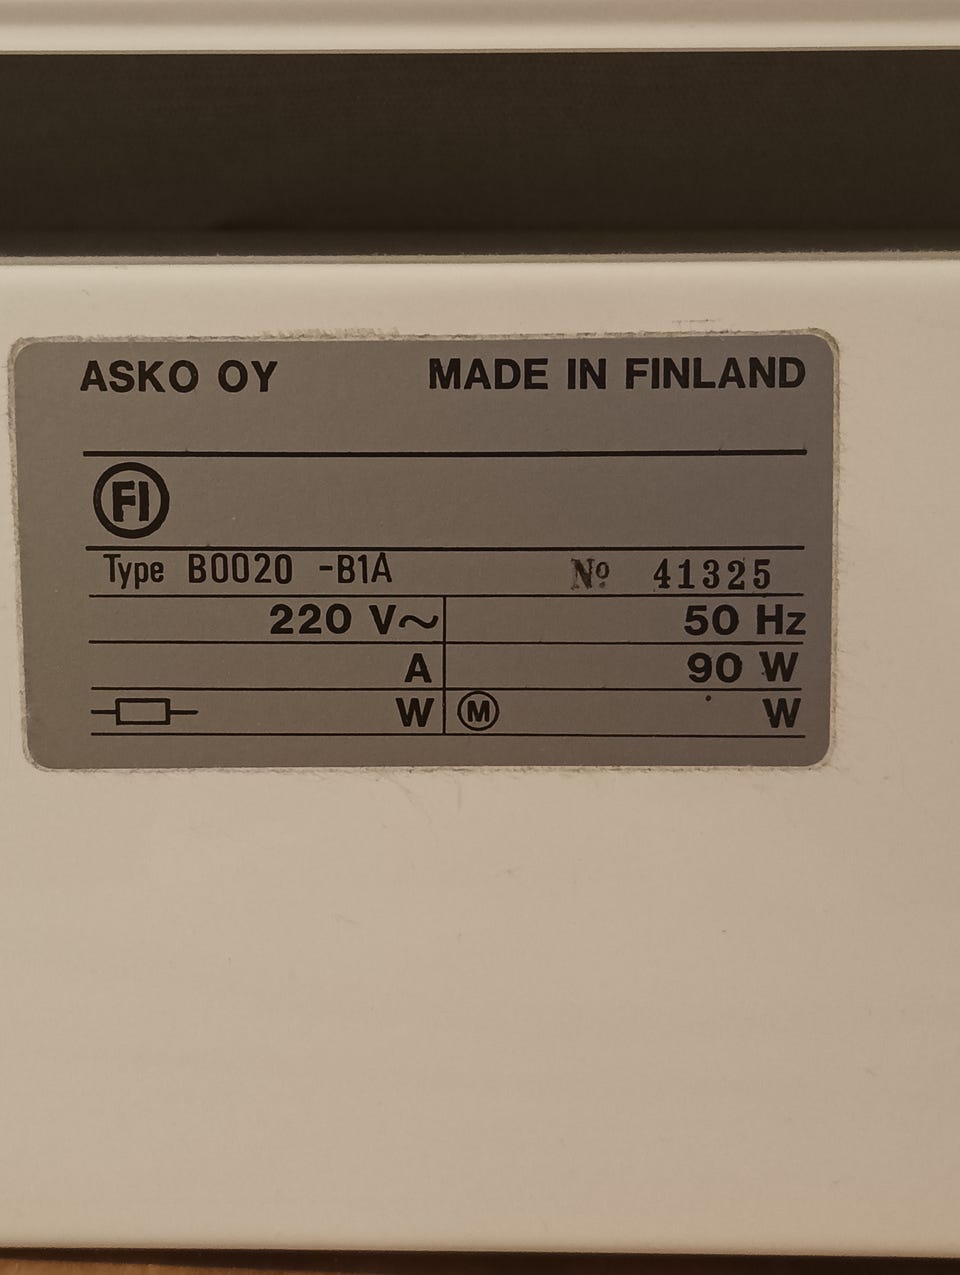 ASKO OY MADE IN FINLAND
FI
Type B0020 -B1A № 41325
220 V~ 50 Hz
A 90 W
W M W